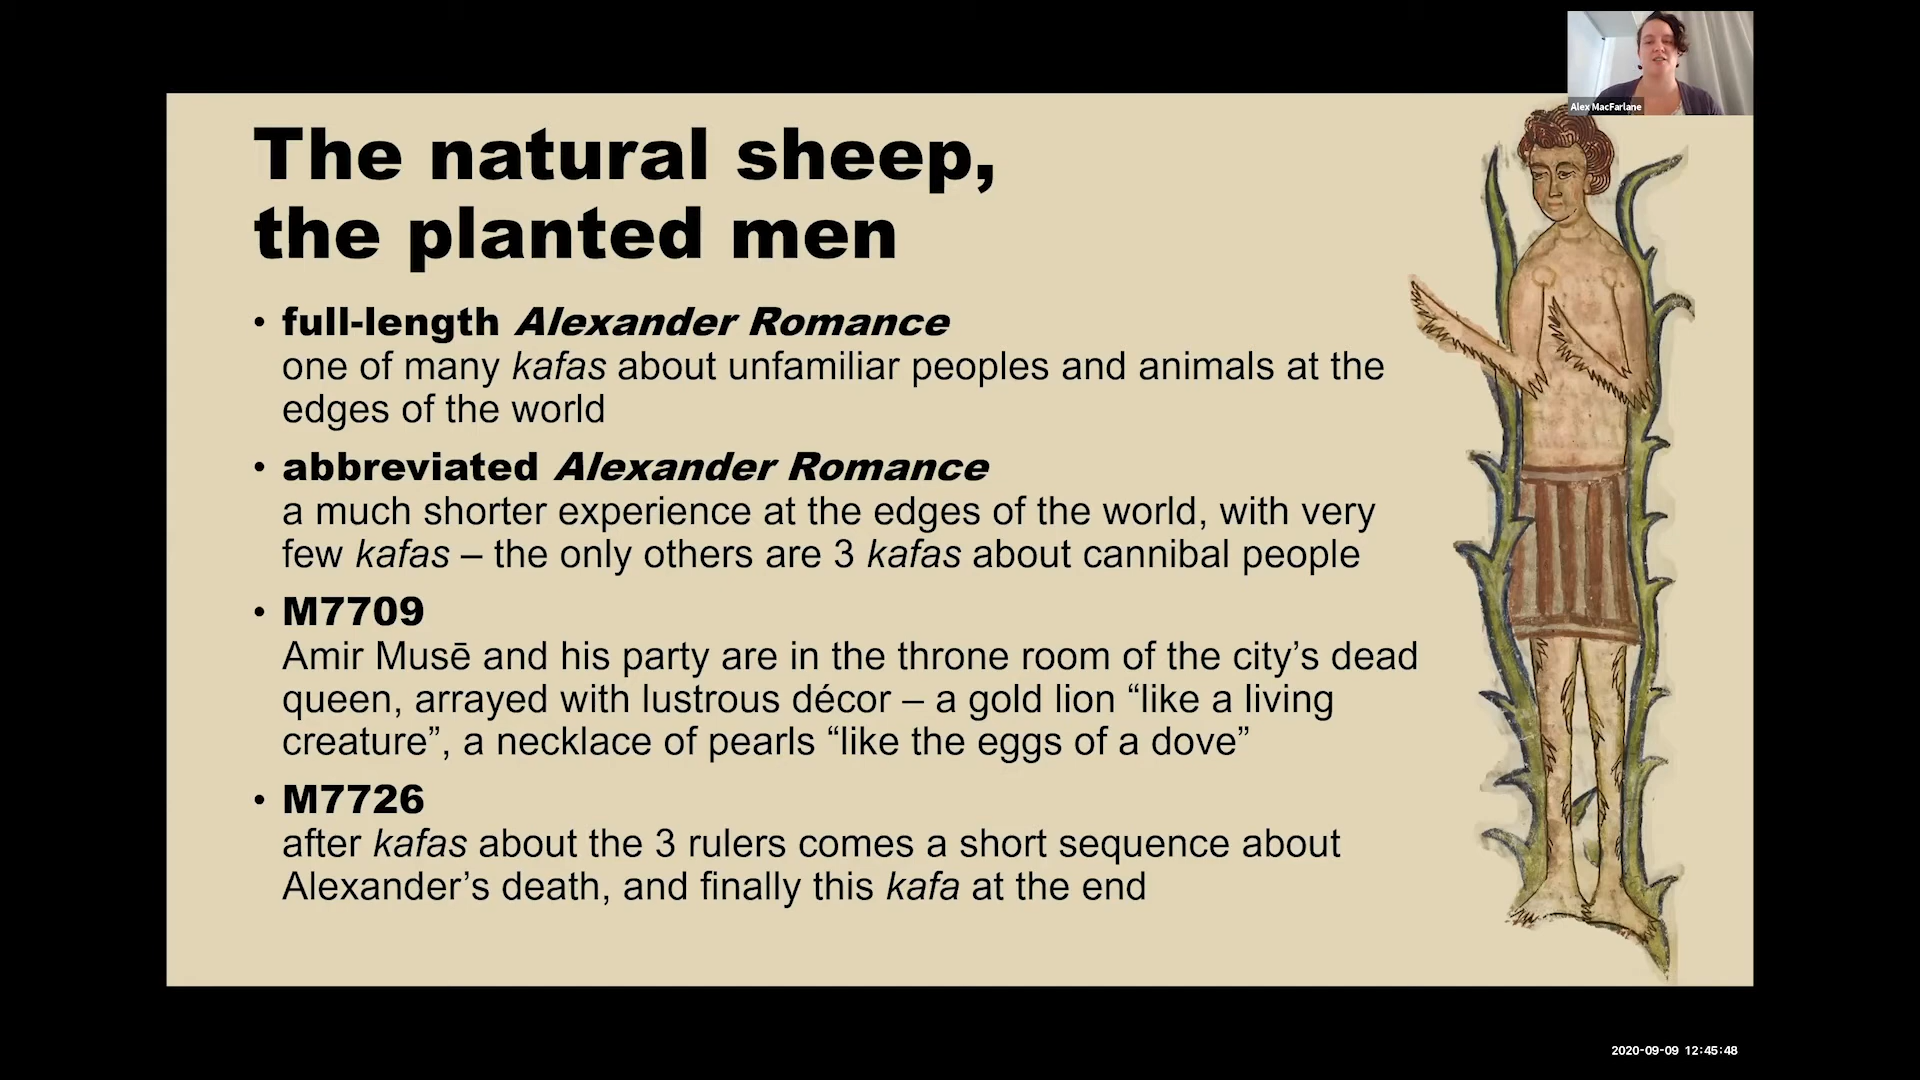 Alex MacFarlane
The natural sheep,
the planted men
• full-length Alexander Romance
one of many kafas about unfamiliar peoples and animals at the
edges of the world
• abbreviated Alexander Romance
a much shorter experience at the edges of the world, with very
few kafas – the only others are 3 kafas about cannibal people
• M7709
Amir Musē and his party are in the throne room of the city’s dead
queen, arrayed with lustrous décor – a gold lion “like a living
creature”, a necklace of pearls “like the eggs of a dove”
• M7726
after kafas about the 3 rulers comes a short sequence about
Alexander’s death, and finally this kafa at the end
2020-09-09 12:45:48